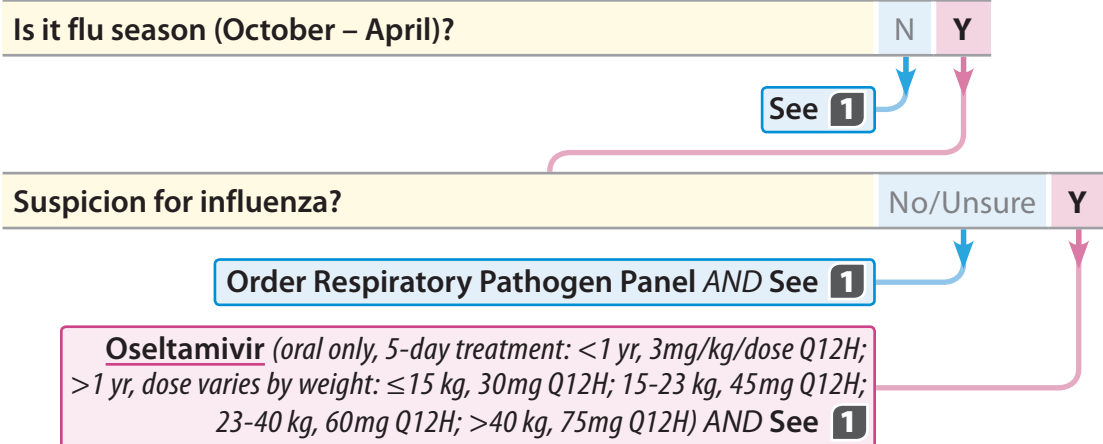 Is it flu season (October – April)? N Y
See 1
Suspicion for influenza? No/Unsure Y
Order Respiratory Pathogen Panel AND See 1
Oseltamivir (oral only, 5-day treatment: <1 yr, 3mg/kg/dose Q12H;
>1 yr, dose varies by weight: ≤15 kg, 30mg Q12H; 15-23 kg, 45mg Q12H;
23-40 kg, 60mg Q12H; >40 kg, 75mg Q12H) AND See 1